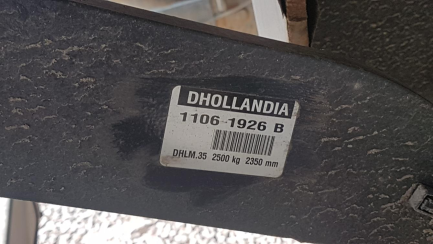 DHOLLANDIA
1106-1926 B
DHLM.35 2500 kg 2350 mm